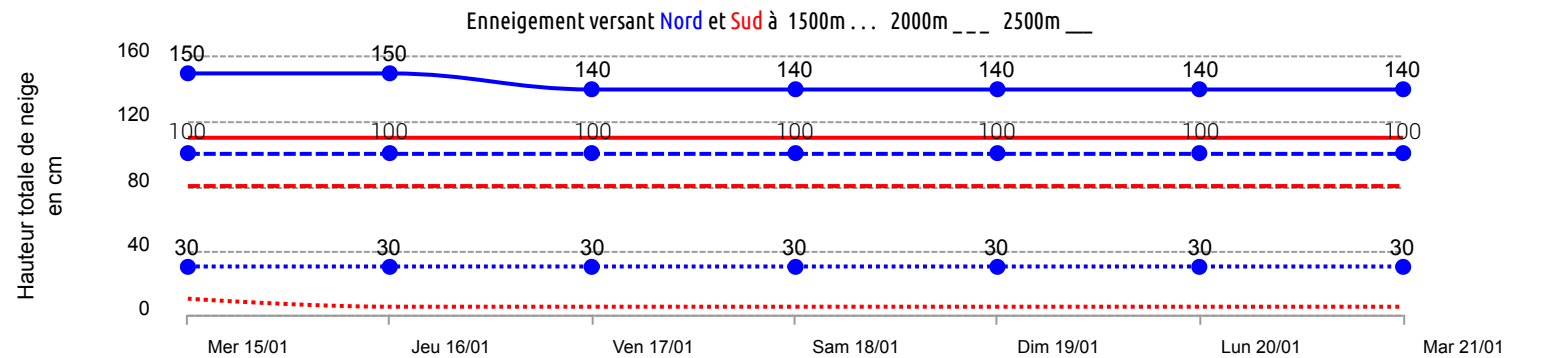 Enneigement versant Nord et Sud à 1500m . . . 2000m _ _ _ 2500m __
Hauteur totale de neige
en cm
160
120
80
40
0
150 150 140 140 140 140 140
100 100 100 100 100 100 100
30 30 30 30 30 30 30
Mer 15/01 Jeu 16/01 Ven 17/01 Sam 18/01 Dim 19/01 Lun 20/01 Mar 21/01